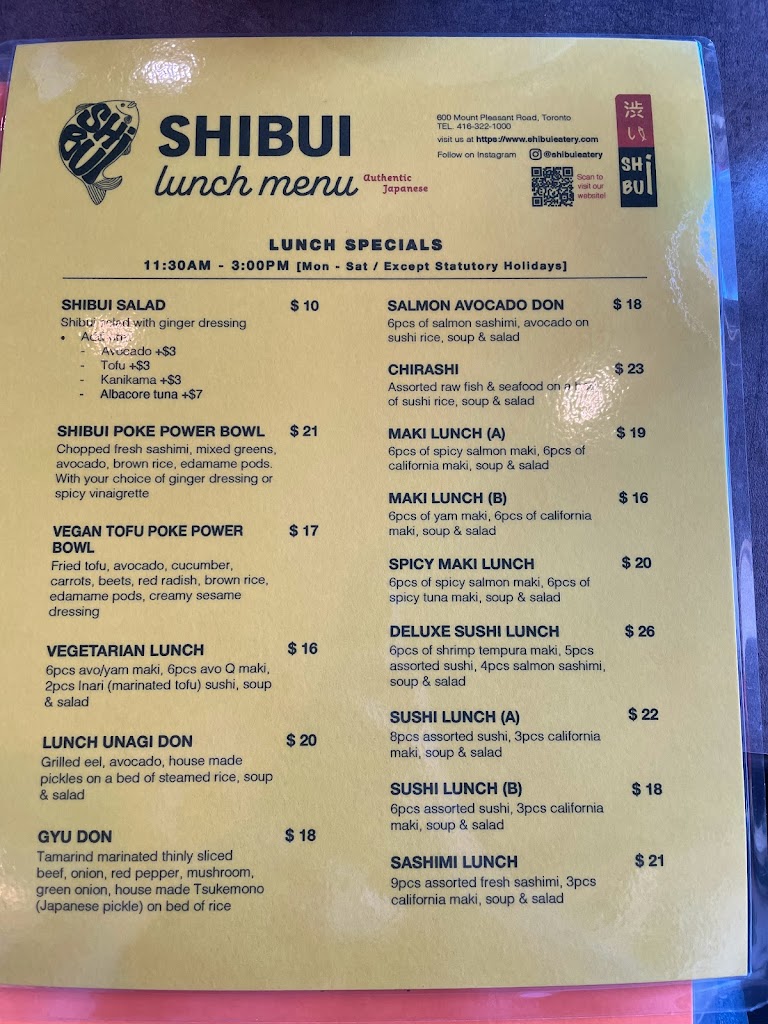 SHIBUI
SHIBUI
lunch menu
Authentic
Japanese
600 Mount Pleasant Road, Toronto
TEL. 416-322-1000
visit us at https://www.shibuieatery.com
Follow on Instagram @shibuieatery
Scan to
visit our
website!
渋
い
SHI
BUI
LUNCH SPECIALS
11:30AM - 3:00PM [Mon - Sat / Except Statutory Holidays]
SHIBUI SALAD $ 10
Shibui salad with ginger dressing
• Add
- Avocado +$3
- Tofu +$3
- Kanikama +$3
- Albacore tuna +$7
SHIBUI POKE POWER BOWL $ 21
Chopped fresh sashimi, mixed greens,
avocado, brown rice, edamame pods.
With your choice of ginger dressing or
spicy vinaigrette
VEGAN TOFU POKE POWER $ 17
BOWL
Fried tofu, avocado, cucumber,
carrots, beets, red radish, brown rice,
edamame pods, creamy sesame
dressing
VEGETARIAN LUNCH $ 16
6pcs avo/yam maki, 6pcs avo Q maki,
2pcs Inari (marinated tofu) sushi, soup
& salad
LUNCH UNAGI DON $ 20
Grilled eel, avocado, house made
pickles on a bed of steamed rice, soup
& salad
GYU DON $ 18
Tamarind marinated thinly sliced
beef, onion, red pepper, mushroom,
green onion, house made Tsukemono
(Japanese pickle) on bed of rice
SALMON AVOCADO DON $ 18
6pcs of salmon sashimi, avocado on
sushi rice, soup & salad
CHIRASHI $ 23
Assorted raw fish & seafood on a
of sushi rice, soup & salad
MAKI LUNCH (A) $ 19
6pcs of spicy salmon maki, 6pcs of
california maki, soup & salad
MAKI LUNCH (B) $ 16
6pcs of yam maki, 6pcs of california
maki, soup & salad
SPICY MAKI LUNCH $ 20
6pcs of spicy salmon maki, 6pcs of
spicy tuna maki, soup & salad
DELUXE SUSHI LUNCH $ 26
6pcs of shrimp tempura maki, 5pcs
assorted sushi, 4pcs salmon sashimi,
soup & salad
SUSHI LUNCH (A) $ 22
8pcs assorted sushi, 3pcs california
maki, soup & salad
SUSHI LUNCH (B) $ 18
6pcs assorted sushi, 3pcs california
maki, soup & salad
SASHIMI LUNCH $ 21
9pcs assorted fresh sashimi, 3pcs
california maki, soup & salad